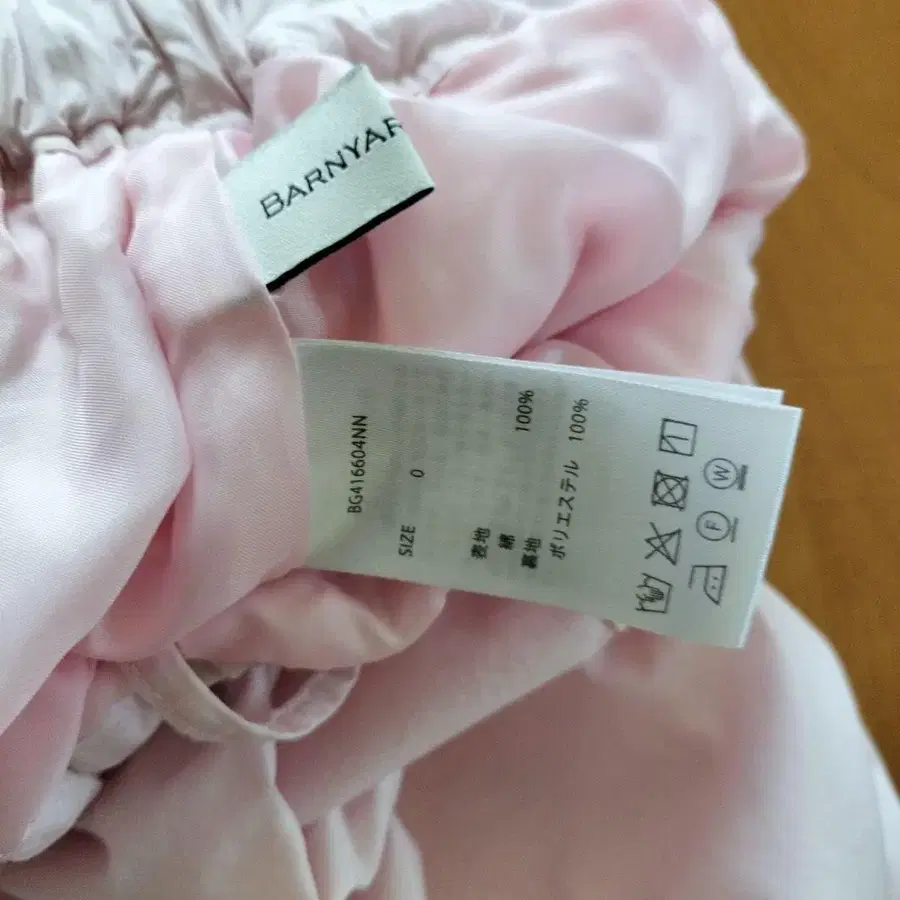 BARNYAR
BG416604NN
SIZE 0
表地
綿 100%
裏地
ポリエステル 100%
W
F